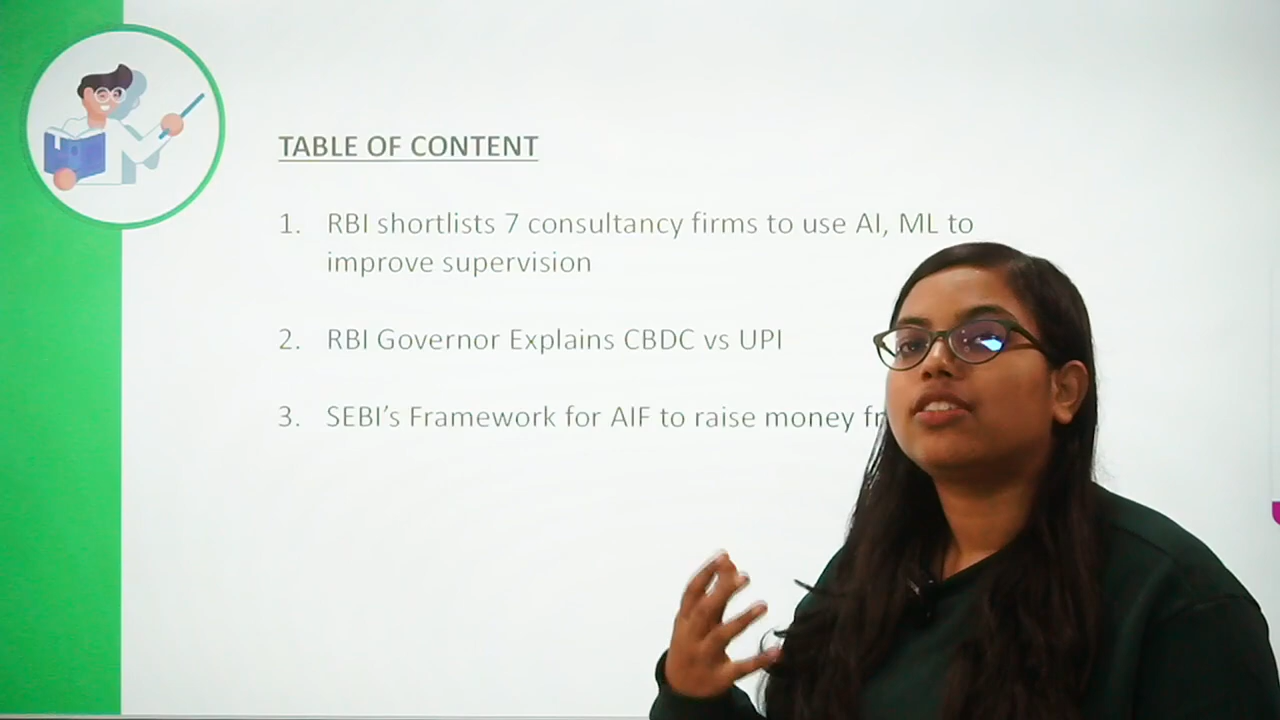 TABLE OF CONTENT
1. RBI shortlists 7 consultancy firms to use AI, ML to
improve supervision
2. RBI Governor Explains CBDC vs UPI
3. SEBI's Framework for AIF to raise money